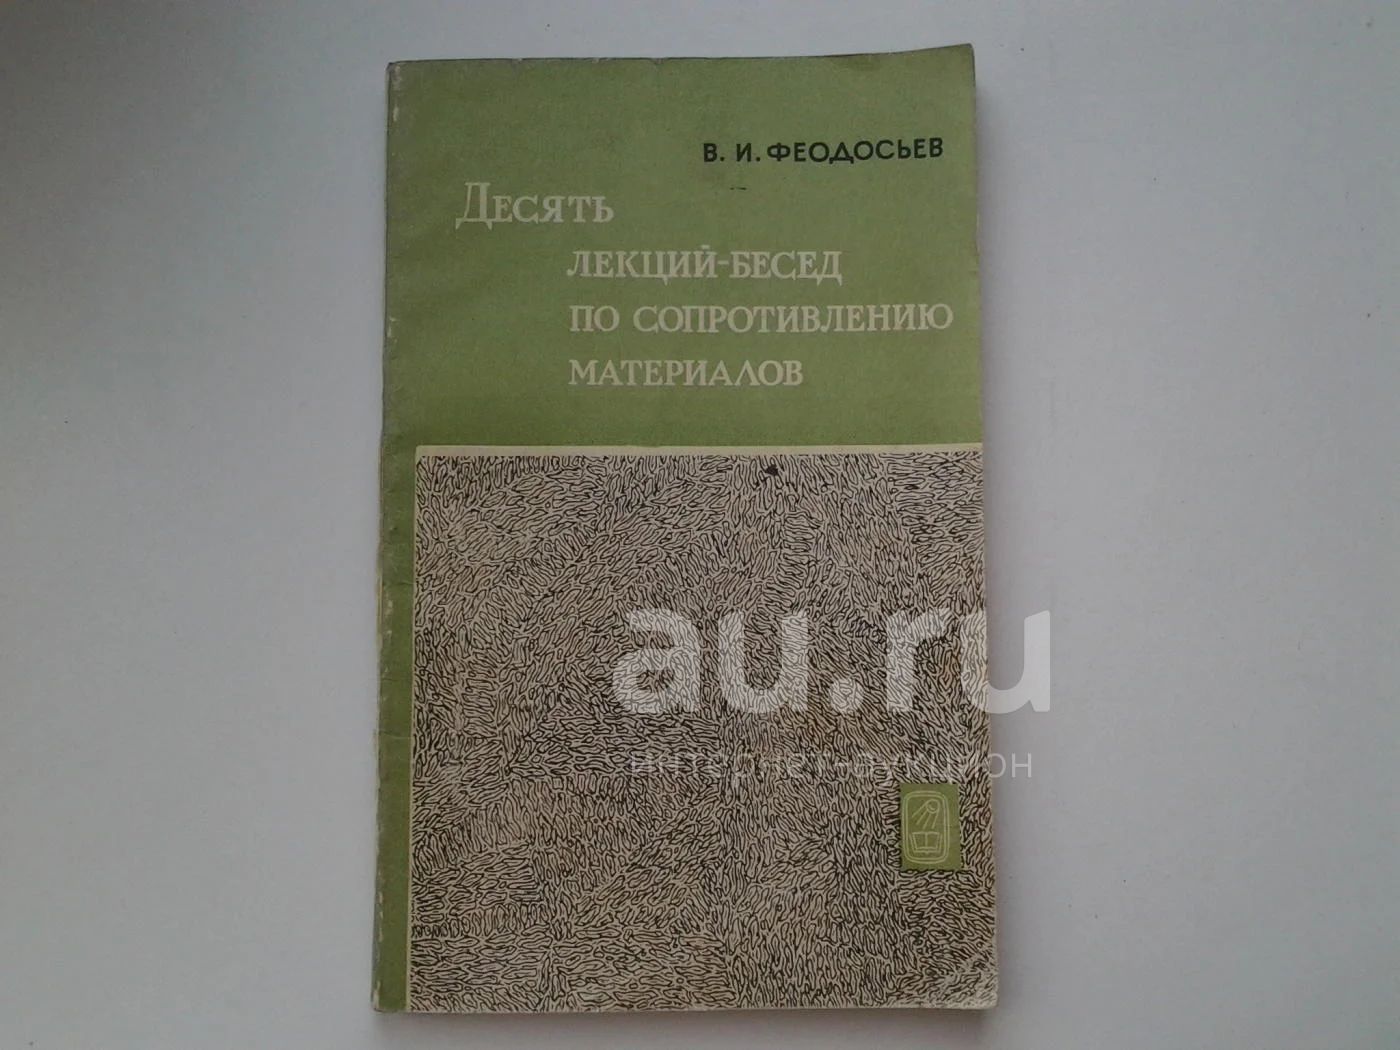 В. И. ФЕОДОСЬЕВ
ДЕСЯТЬ
ЛЕКЦИЙ-БЕСЕД
ПО СОПРОТИВЛЕНИЮ
МАТЕРИАЛОВ
au.ru
интернет-аукцион